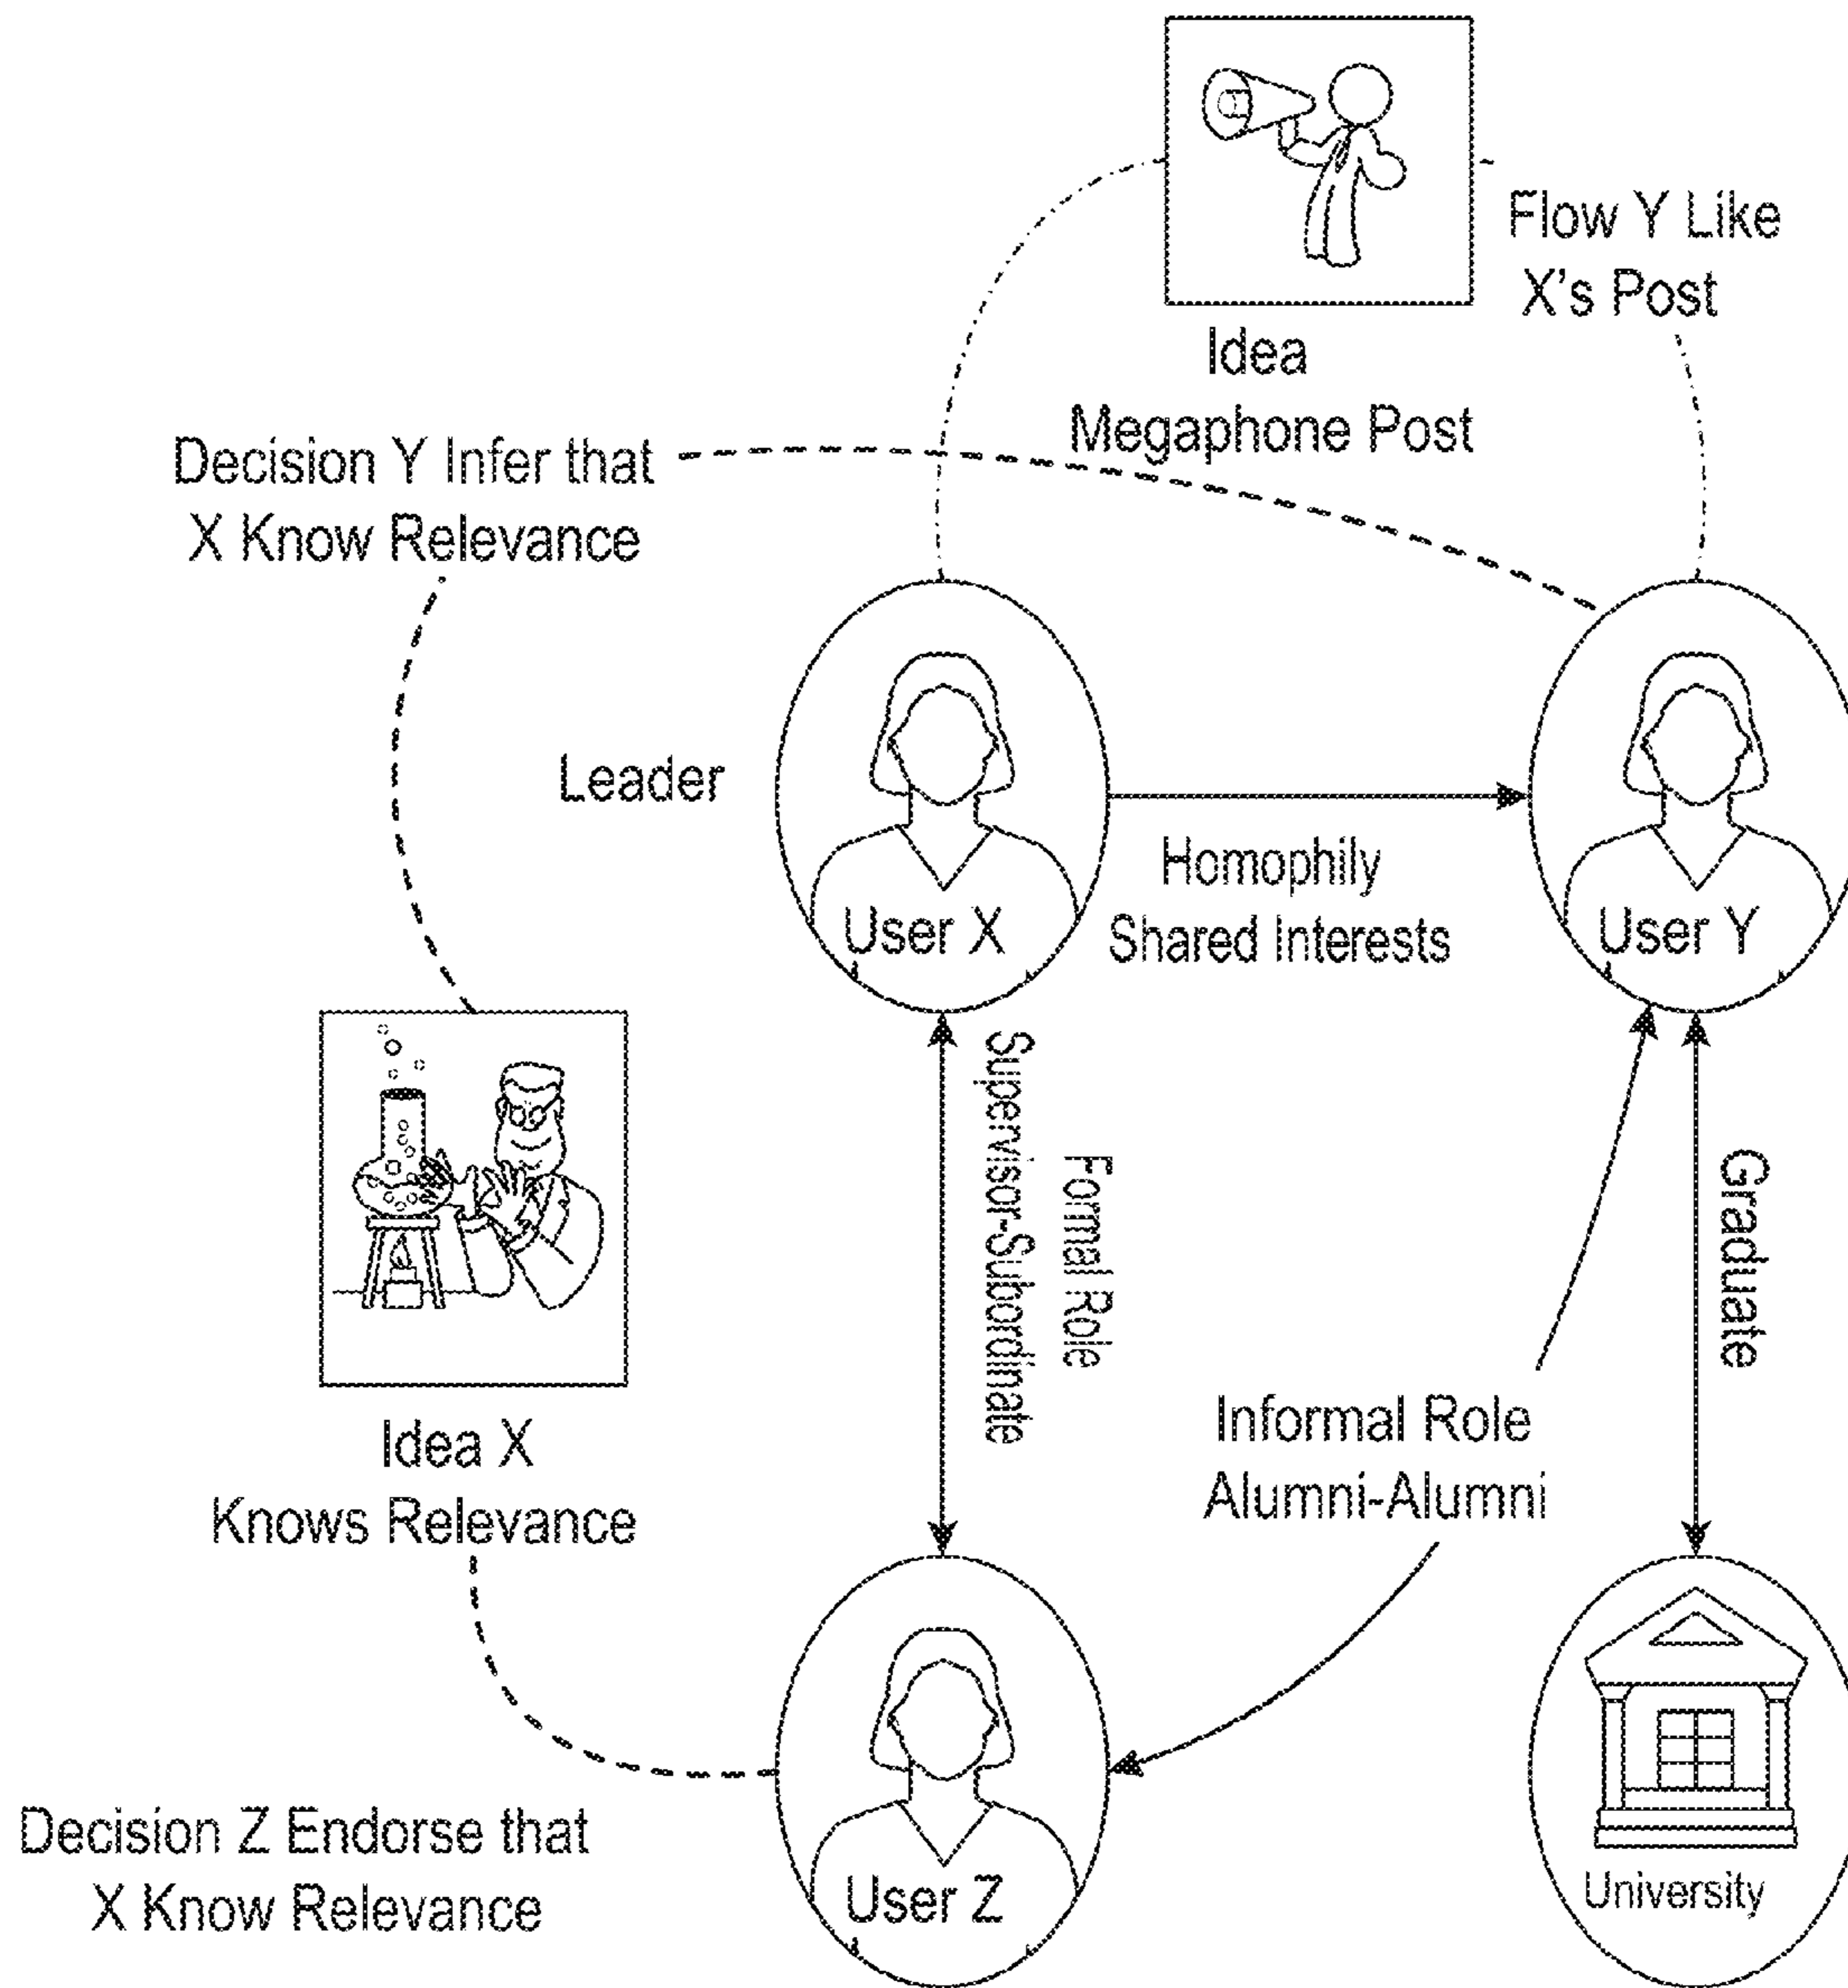 Flow Y Like
X's Post
Idea
Megaphone Post
Decision Y Infer that
X Know Relevance
Leader
User X
Homophily
Shared Interests
User Y
Supervisor-Subordinate
Formal Role
Graduate
Idea X
Knows Relevance
Informal Role
Alumni-Alumni
Decision Z Endorse that
X Know Relevance
User Z
University